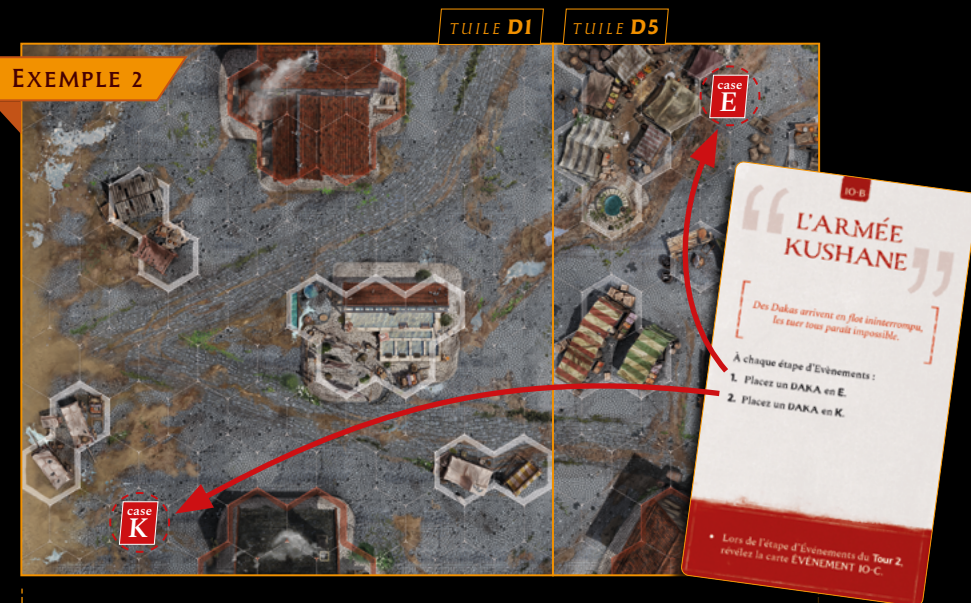 TUILE D1
TUILE D5
EXEMPLE 2
case
E
case
K
10-B
“
L'ARMÉE
KUSHANE
”
Des Dakas arrivent en flot ininterrompu,
les tuer tous paraît impossible.
À chaque étape d'Evènements :
1. Placez un DAKA en E.
2. Placez un DAKA en K.
• Lors de l'étape d'Évènements du Tour 2,
révélez la carte ÉVÈNEMENT 10-C.